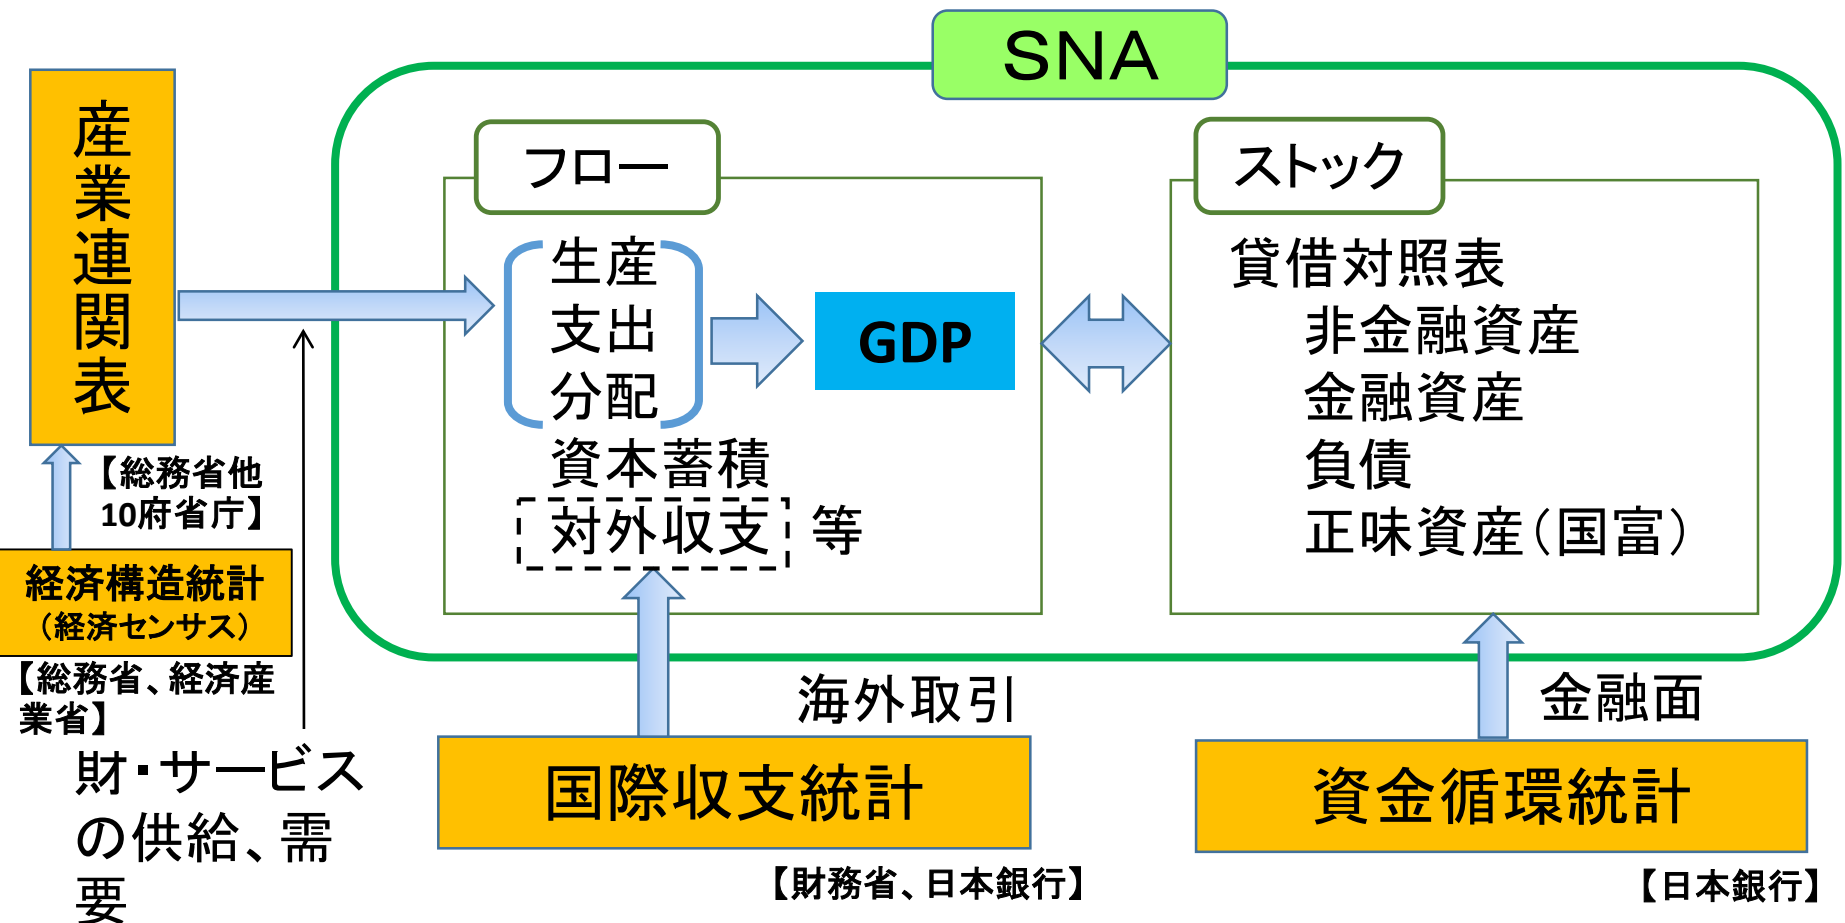 SNA
産業連関表
フロー
生産
支出
分配
資本蓄積
対外収支 等
GDP
ストック
貸借対照表
非金融資産
金融資産
負債
正味資産(国富)
【総務省他
10府省庁】
経済構造統計
(経済センサス)
【総務省、経済産
業省】
財・サービス
の供給、需
要
海外取引
国際収支統計
【財務省、日本銀行】
金融面
資金循環統計
【日本銀行】